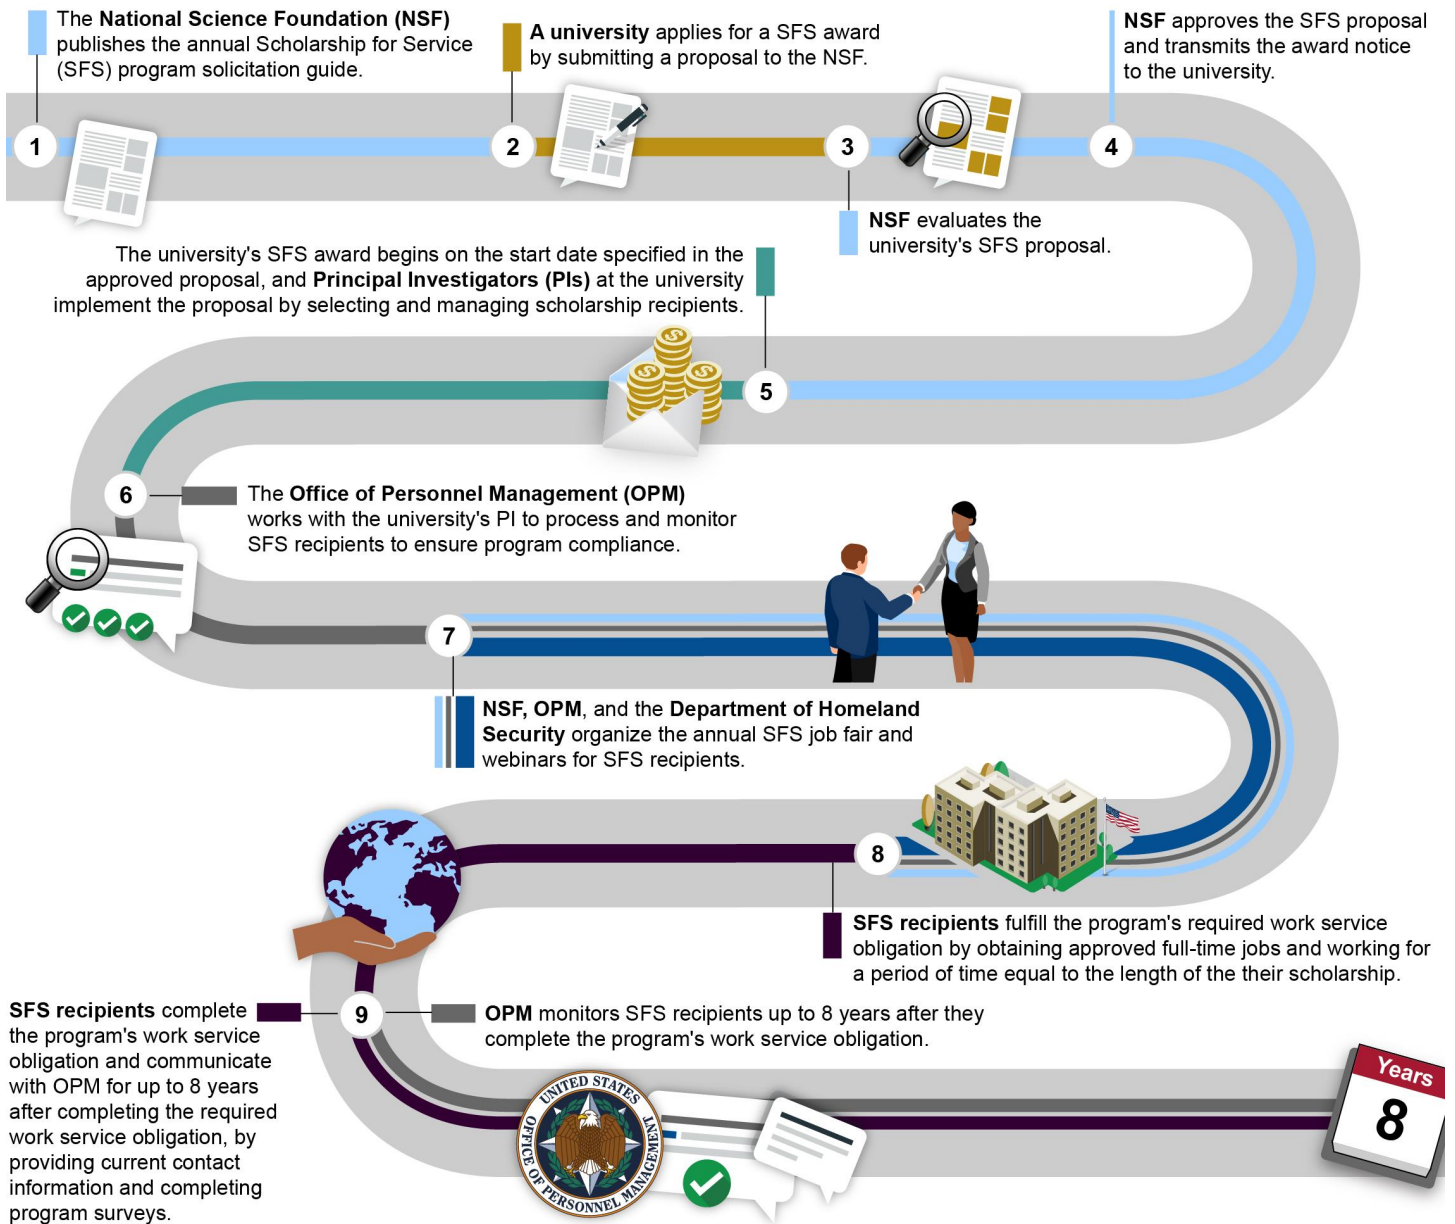 The National Science Foundation (NSF)
publishes the annual Scholarship for Service
(SFS) program solicitation guide.
A university applies for a SFS award
by submitting a proposal to the NSF.
NSF approves the SFS proposal
and transmits the award notice
to the university.
1
2
3
4
NSF evaluates the
university's SFS proposal.
The university's SFS award begins on the start date specified in the
approved proposal, and Principal Investigators (PIs) at the university
implement the proposal by selecting and managing scholarship recipients.
5
6
The Office of Personnel Management (OPM)
works with the university's PI to process and monitor
SFS recipients to ensure program compliance.
7
NSF, OPM, and the Department of Homeland
Security organize the annual SFS job fair and
webinars for SFS recipients.
8
SFS recipients fulfill the program's required work service
obligation by obtaining approved full-time jobs and working for
a period of time equal to the length of the their scholarship.
SFS recipients complete
the program's work service
obligation and communicate
with OPM for up to 8 years
after completing the required
work service obligation, by
providing current contact
information and completing
program surveys.
9
OPM monitors SFS recipients up to 8 years after they
complete the program's work service obligation.
UNITED STATES
OFFICE OF PERSONNEL MANAGEMENT
Years
8